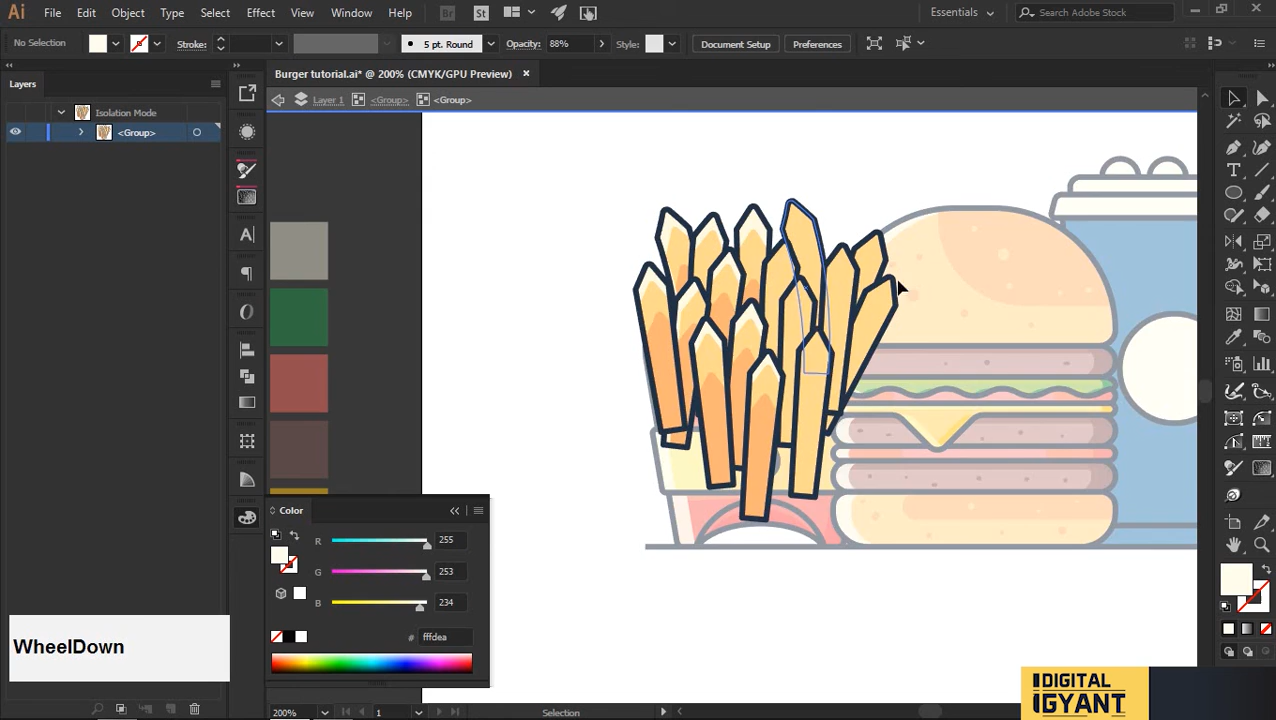 Ai File Edit Object Type Select Effect View Window Help Br St Essentials Search Adobe Stock
No Selection Stroke: 5 pt. Round Opacity: 88% Style: Document Setup Preferences
Layers
Burger tutorial.ai* @ 200% (CMYK/GPU Preview)
Layer 1 <Group> <Group>
Isolation Mode
<Group>
Color
R 255
G 253
B 234
# fffdea
WheelDown
200% 1 Selection
DIGITAL
GYANT